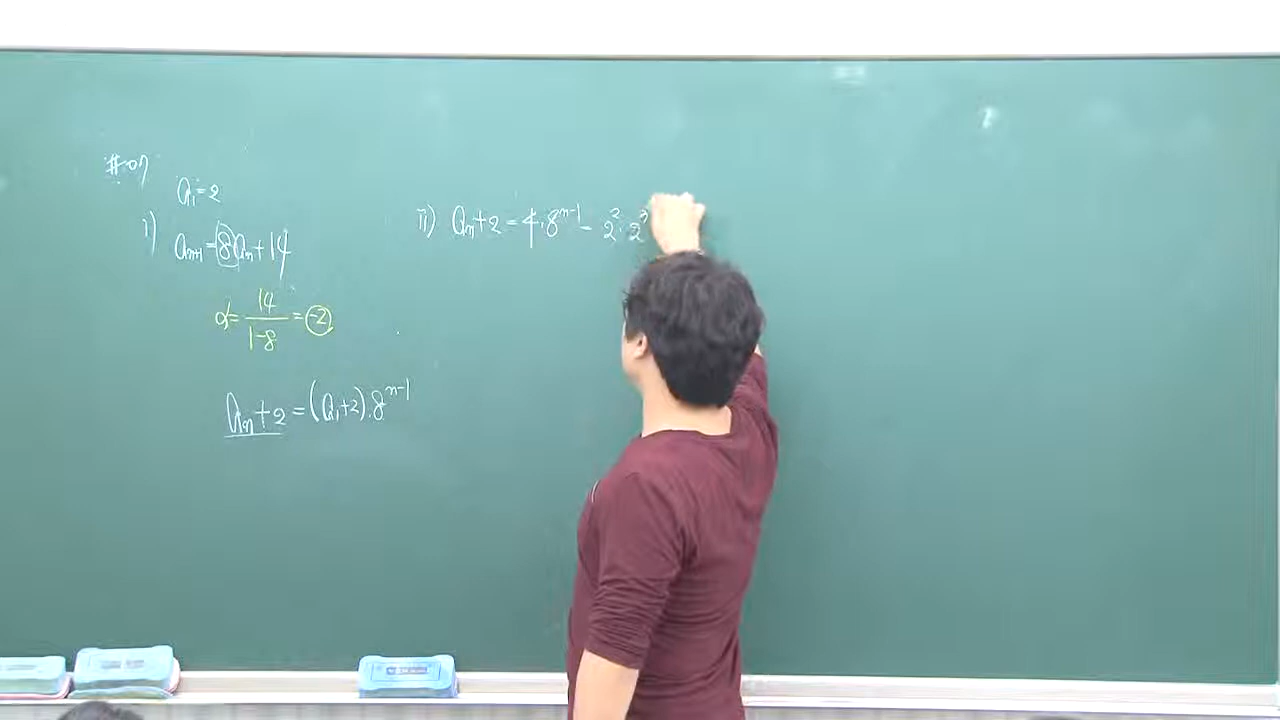 #07
a₁=2
i) aₙ₊₁=8aₙ+14
α=14/(1-8)=-2
aₙ+2=(a₁+2)·8ⁿ⁻¹
ii) aₙ+2=4·8ⁿ⁻¹=2²·2³